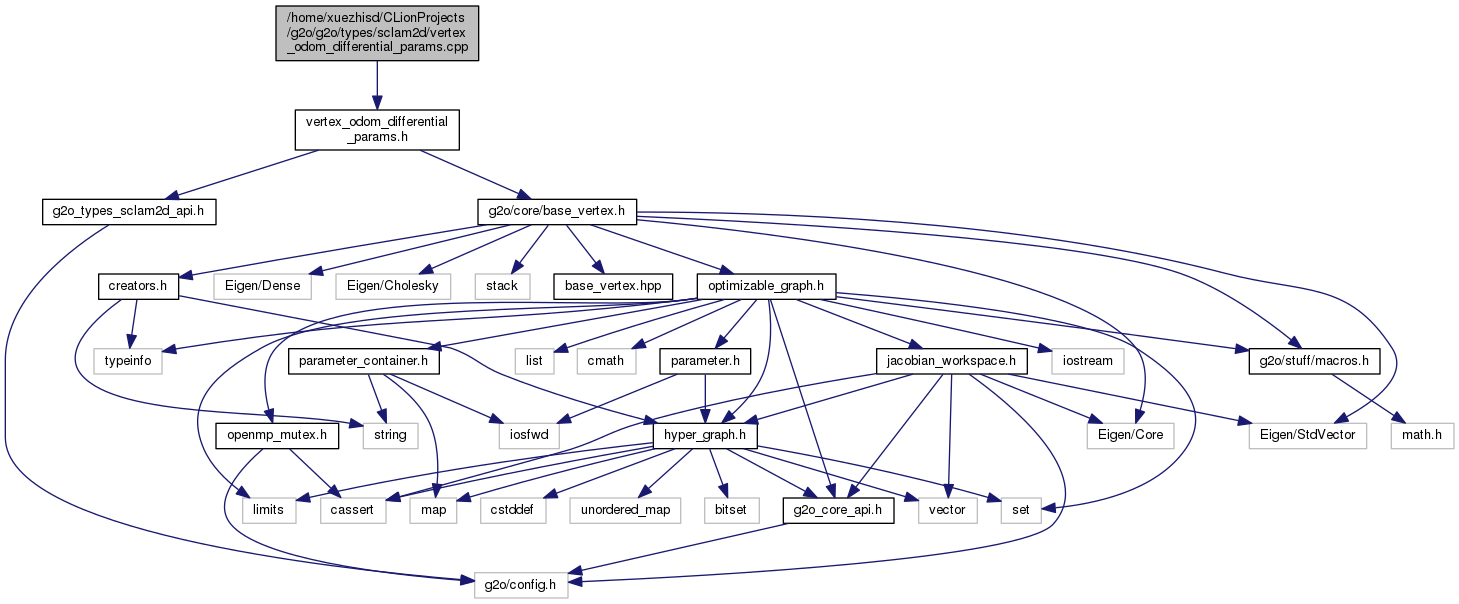 /home/xuezhisd/CLionProjects
/g2o/g2o/types/sclam2d/vertex
_odom_differential_params.cpp
vertex_odom_differential
_params.h
g2o_types_sclam2d_api.h
g2o/core/base_vertex.h
creators.h
Eigen/Dense
Eigen/Cholesky
stack
base_vertex.hpp
optimizable_graph.h
typeinfo
parameter_container.h
list
cmath
parameter.h
jacobian_workspace.h
iostream
g2o/stuff/macros.h
openmp_mutex.h
string
iosfwd
hyper_graph.h
Eigen/Core
Eigen/StdVector
math.h
limits
cassert
map
cstddef
unordered_map
bitset
g2o_core_api.h
vector
set
g2o/config.h